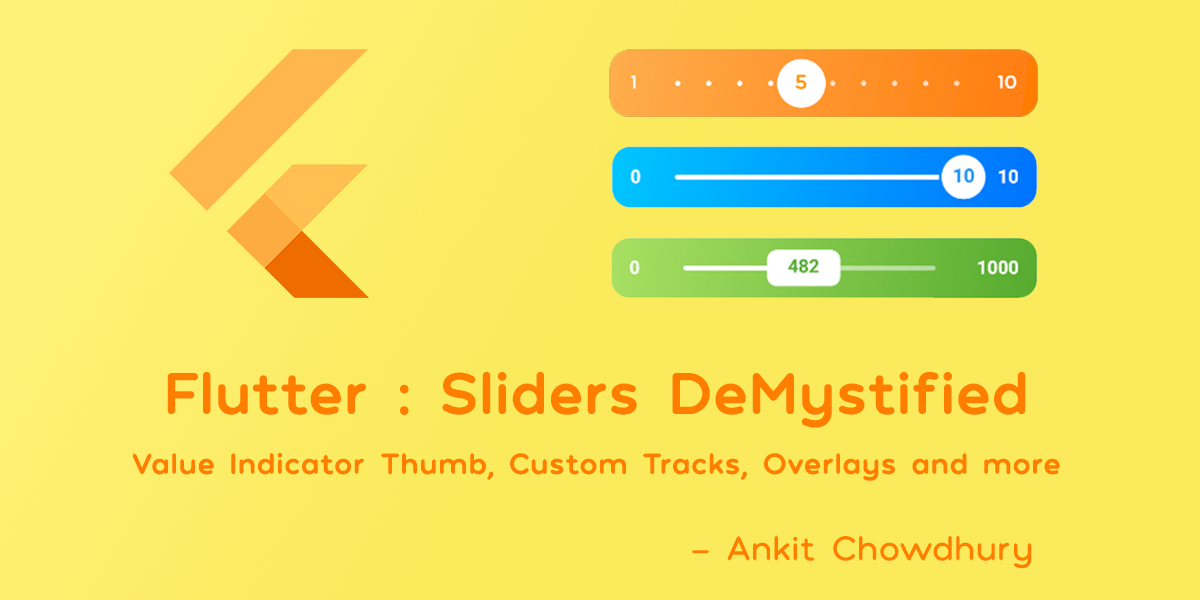 1 5 10
0 10 10
0 482 1000
Flutter : Sliders DeMystified
Value Indicator Thumb, Custom Tracks, Overlays and more
– Ankit Chowdhury